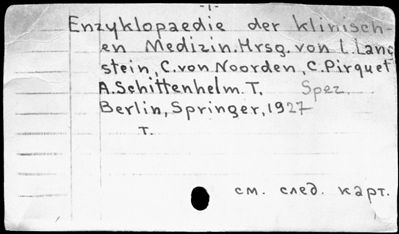 -1-
Enzyklopaedie der klinisch-
en Medizin. Hrsg. von L. Lang
stein, C. von Noorden, C. Pirquet
A. Schittenhelm. T. Spez.
Berlin, Springer, 1927
т.
см. след. карт.